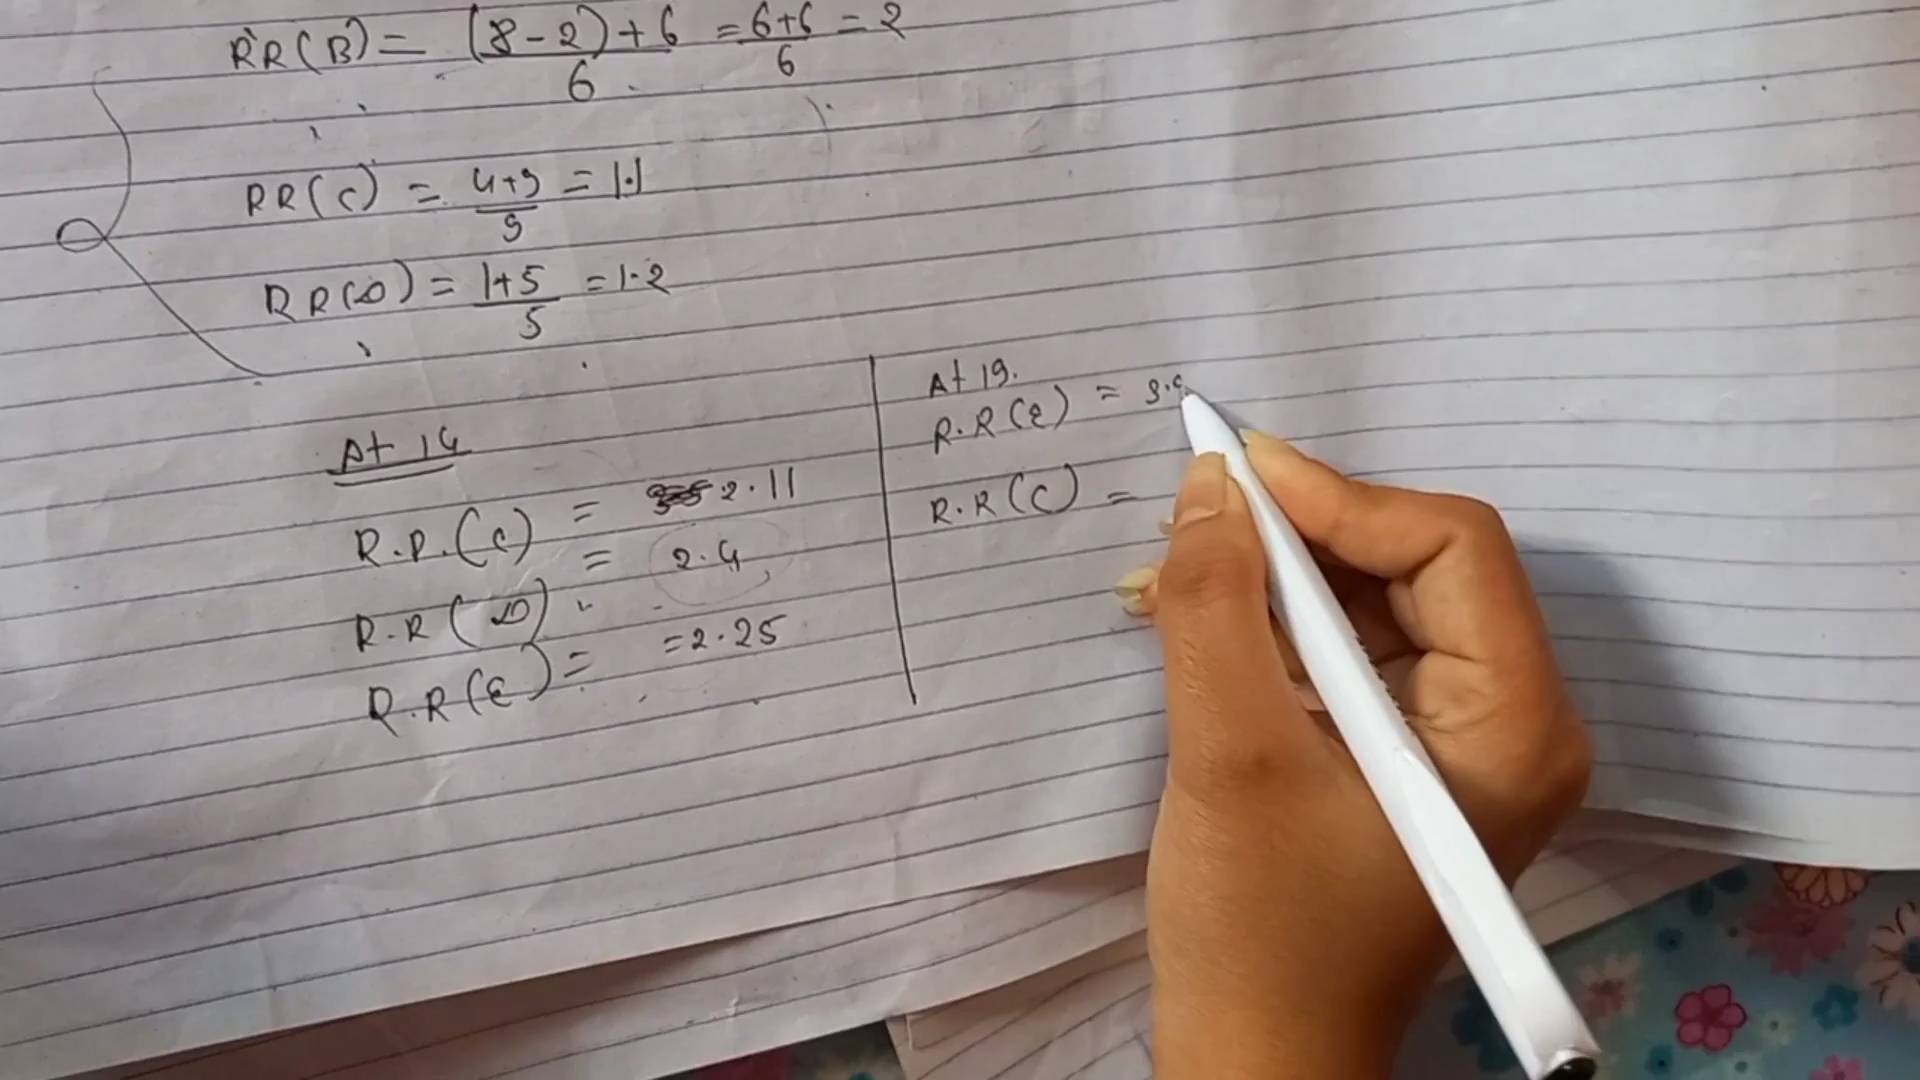 RR(B) = (8-2)+6 / 6 = 6+6 / 6 = 2
RR(C) = 4+9 / 9 = 1.1
RR(D) = 1+5 / 5 = 1.2
At 14
R.R.(C) = 2.11
R.R(D) = 2.4
R.R(E) = = 2.25
At 19.
R.R(E) =
R.R(C) =